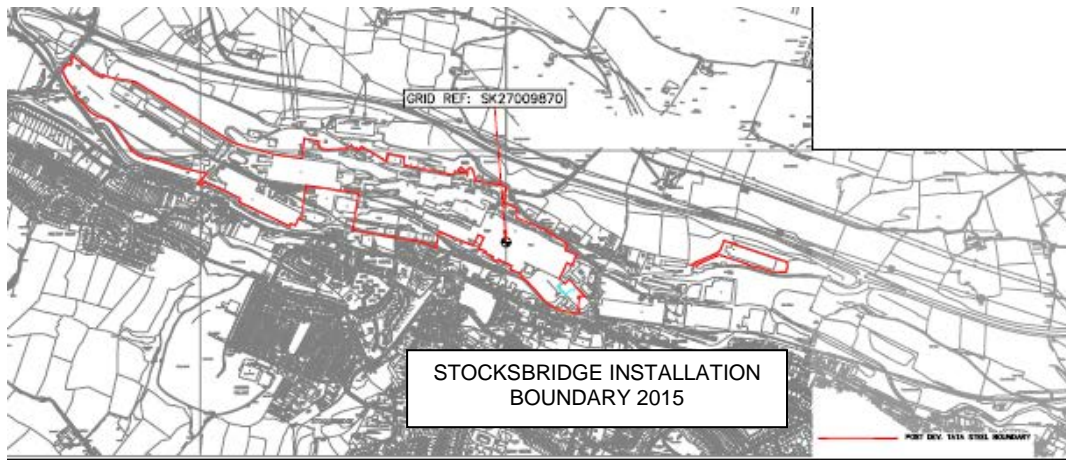 GRID REF: SK27009870
STOCKSBRIDGE INSTALLATION
BOUNDARY 2015
POST DEV. TATA STEEL BOUNDARY